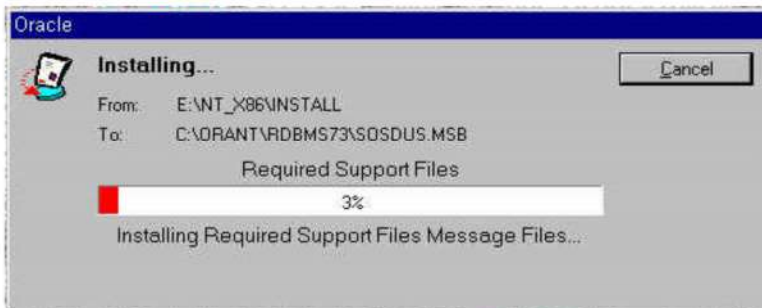 Oracle
Installing...
Cancel
From: E:\NT_X86\INSTALL
To: C:\ORANT\RDBMS73\SOSDUS.MSB
Required Support Files
3%
Installing Required Support Files Message Files...